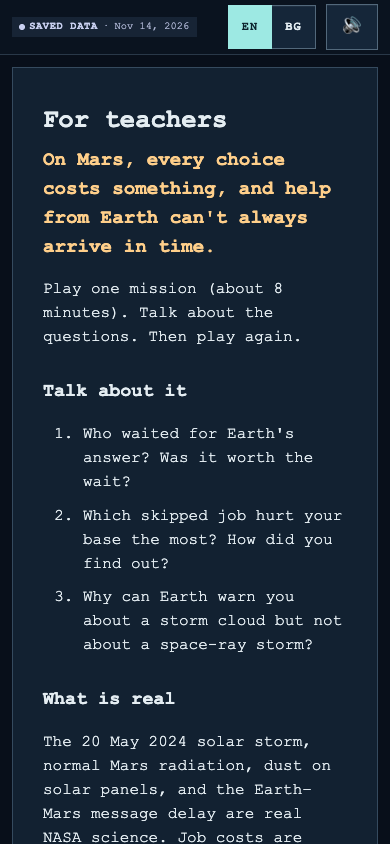 SAVED DATA · Nov 14, 2026
EN
BG
For teachers
On Mars, every choice
costs something, and help
from Earth can't always
arrive in time.
Play one mission (about 8
minutes). Talk about the
questions. Then play again.
Talk about it
1. Who waited for Earth's
answer? Was it worth the
wait?
2. Which skipped job hurt your
base the most? How did you
find out?
3. Why can Earth warn you
about a storm cloud but not
about a space-ray storm?
What is real
The 20 May 2024 solar storm,
normal Mars radiation, dust on
solar panels, and the Earth–
Mars message delay are real
NASA science. Job costs are